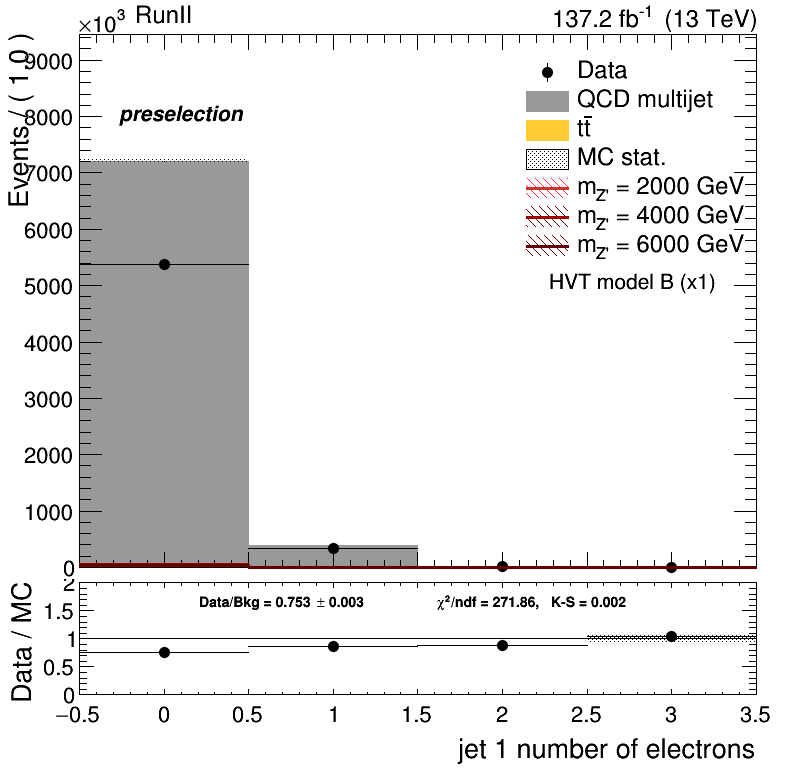 ×10³ RunII 137.2 fb⁻¹ (13 TeV)
Events / ( 1.0 )
9000
8000
7000
6000
5000
4000
3000
2000
1000
0
preselection
Data
QCD multijet
tt̄
MC stat.
m_Z' = 2000 GeV
m_Z' = 4000 GeV
m_Z' = 6000 GeV
HVT model B (x1)
Data / MC
2
1.5
1
0.5
0
Data/Bkg = 0.753 ± 0.003 χ²/ndf = 271.86, K-S = 0.002
−0.5 0 0.5 1 1.5 2 2.5 3 3.5
jet 1 number of electrons